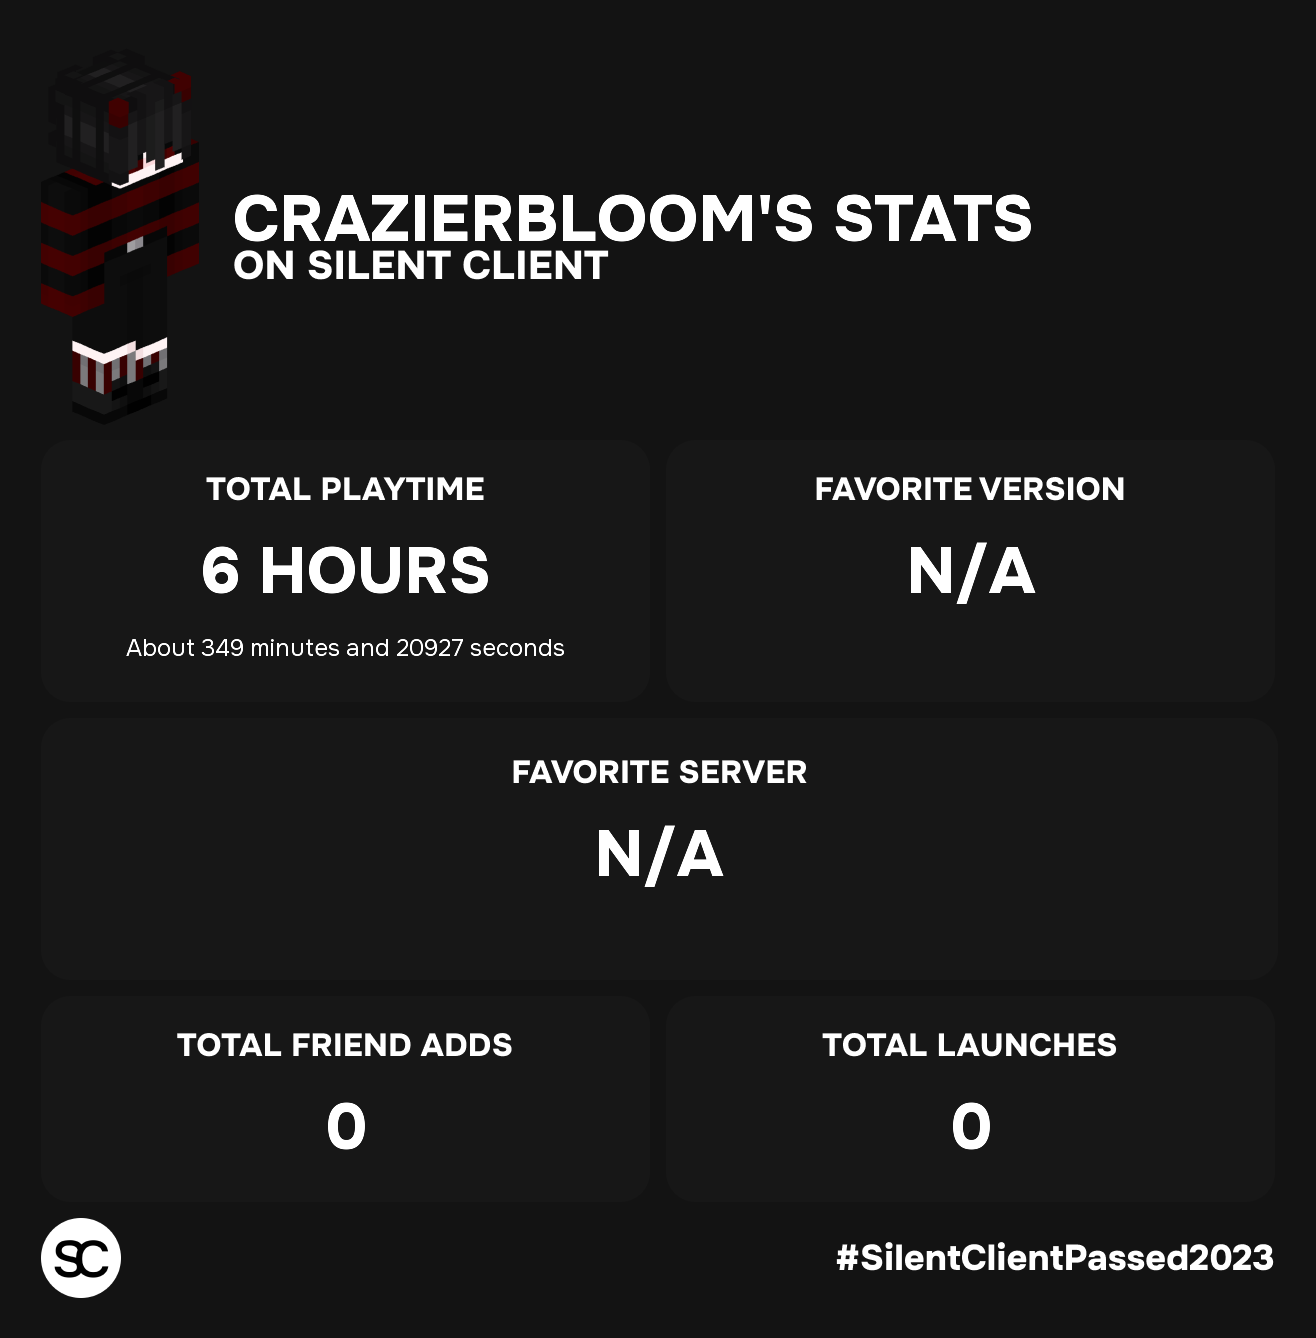 CRAZIERBLOOM'S STATS
ON SILENT CLIENT
TOTAL PLAYTIME
6 HOURS
About 349 minutes and 20927 seconds
FAVORITE VERSION
N/A
FAVORITE SERVER
N/A
TOTAL FRIEND ADDS
0
TOTAL LAUNCHES
0
SC
#SilentClientPassed2023